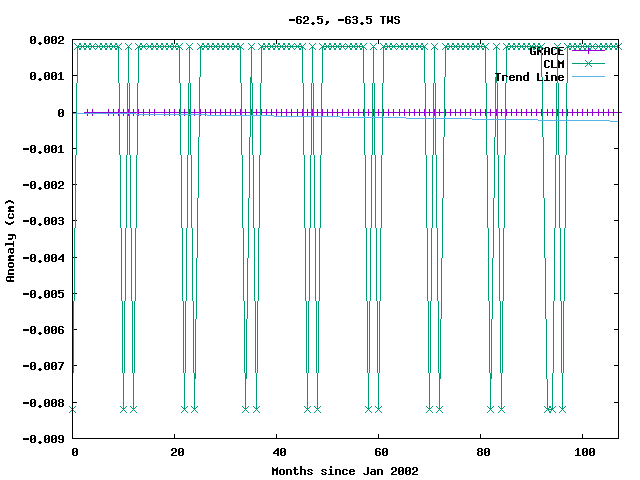 -62.5, -63.5 TWS
0.002
0.001
0
-0.001
-0.002
-0.003
-0.004
-0.005
-0.006
-0.007
-0.008
-0.009
Anomaly (cm)
GRACE
CLM
Trend Line
0 20 40 60 80 100
Months since Jan 2002